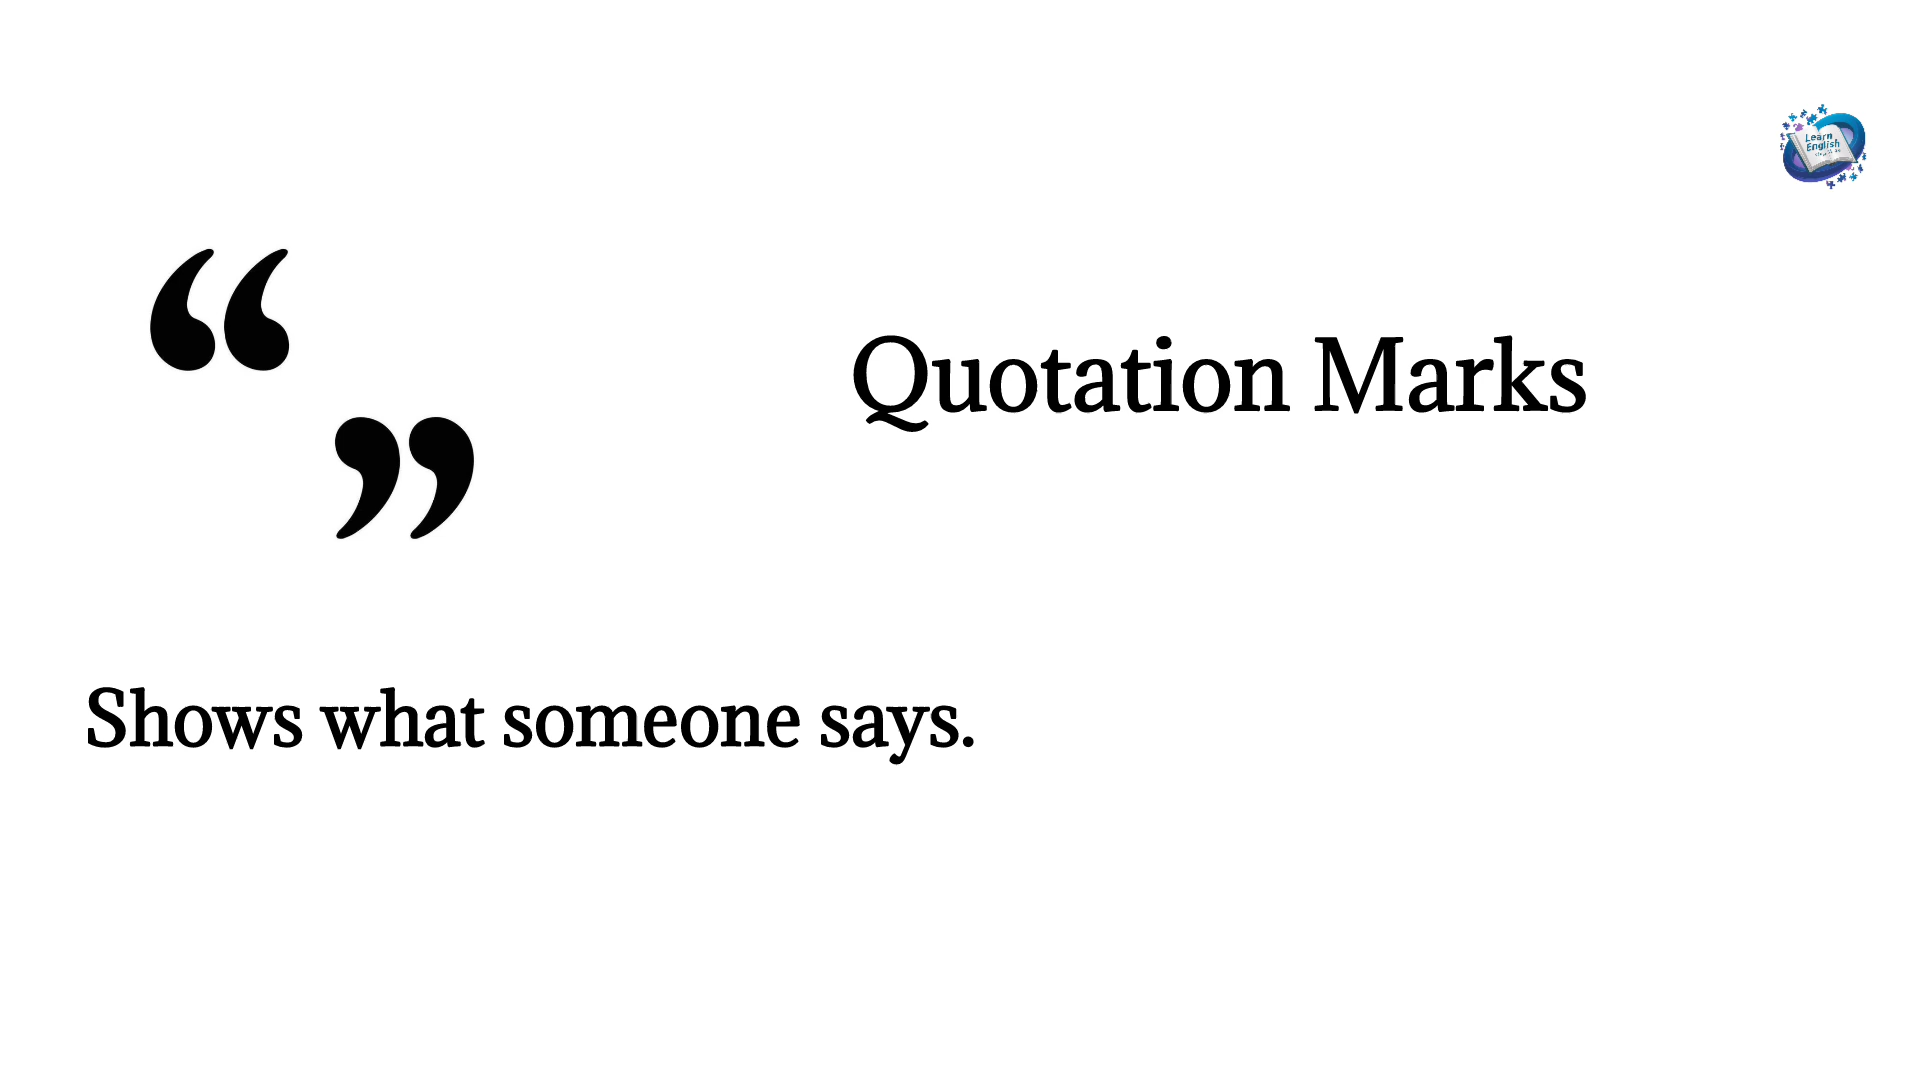 Learn
English
“
Quotation Marks
”
Shows what someone says.